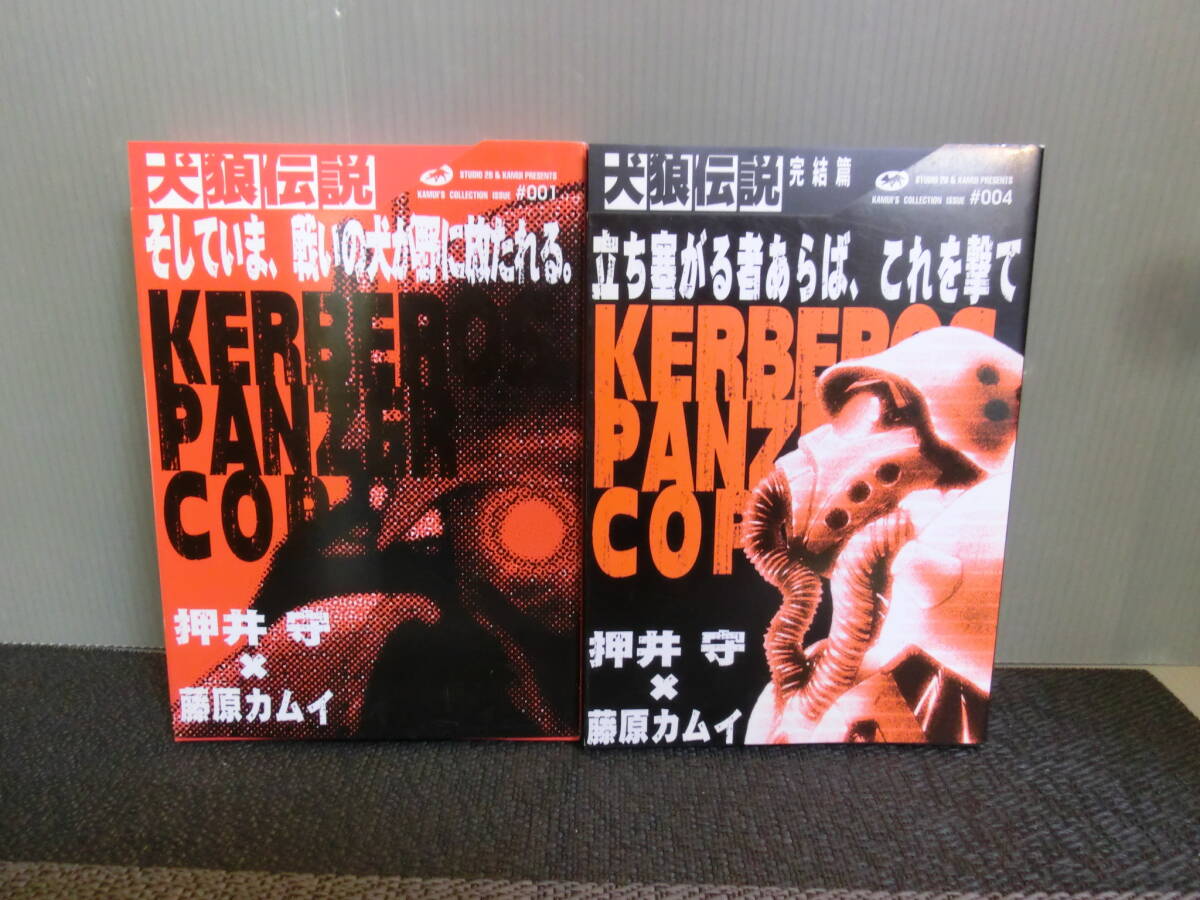 犬狼伝説
STUDIO 2B & KAMUI PRESENTS
KAMUI'S COLLECTION ISSUE #001
そしていま、戦いの犬が野に放たれる。
KERBEROS
PANZER
COP
押井 守
×
藤原カムイ
犬狼伝説 完結篇
STUDIO 2B & KAMUI PRESENTS
KAMUI'S COLLECTION ISSUE #004
立ち塞がる者あらば、これを撃て
KERBEROS
PANZE
COP
押井 守
×
藤原カムイ